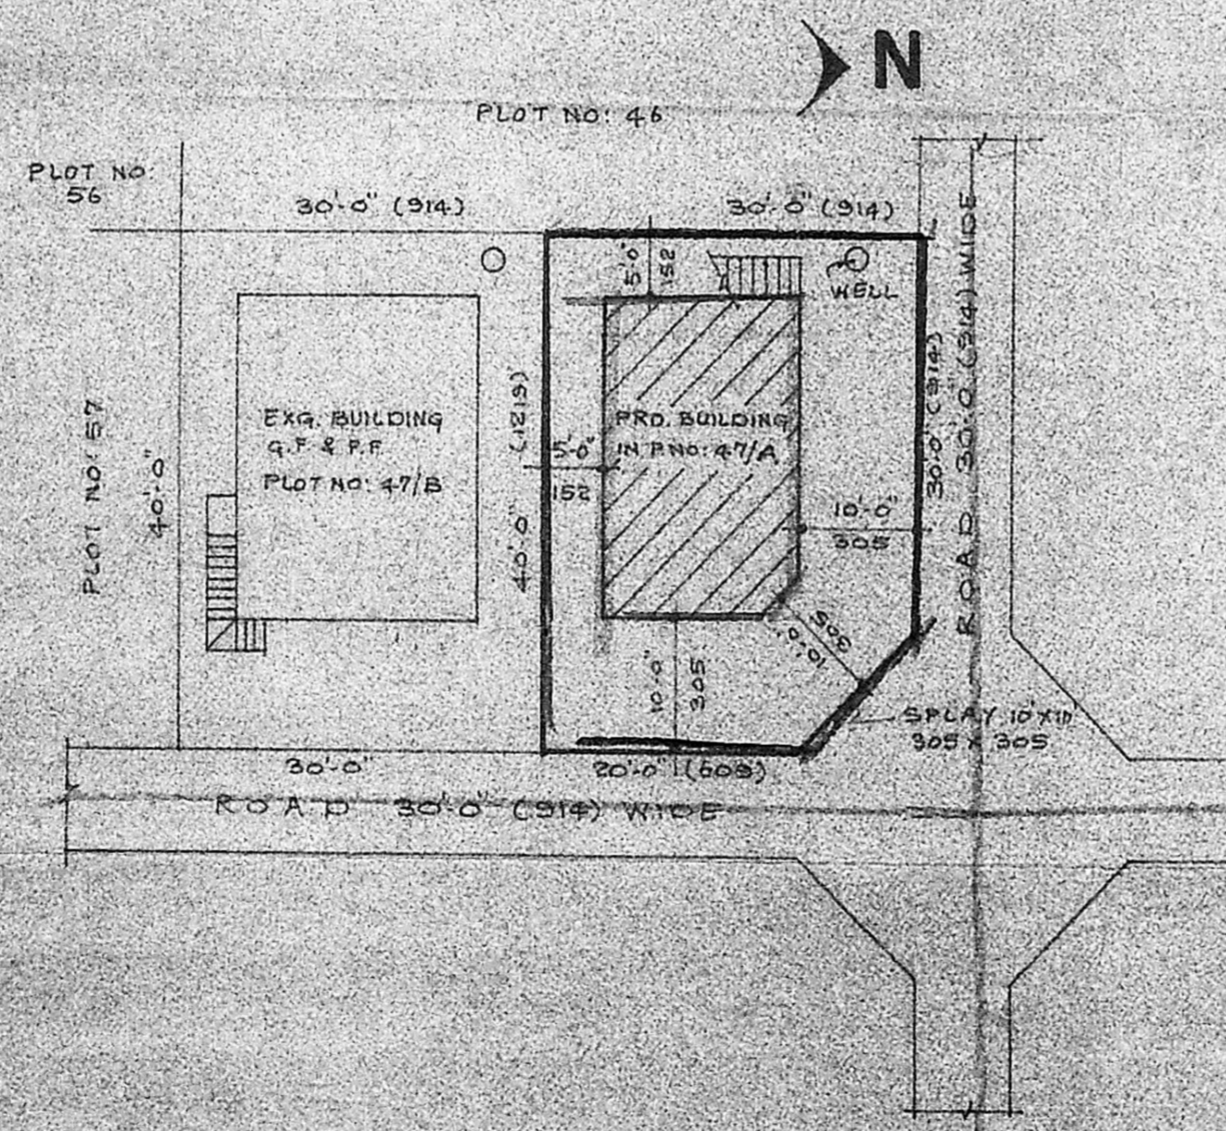 N
PLOT NO: 46
PLOT NO:
56
30'-0" (914)
30'-0" (914)
5'-0"
152
WELL
ROAD 30'-0" (914) WIDE
30'-0" (914)
PLOT NO: 57
40'-0"
EXG. BUILDING
G.F & F.F.
PLOT NO: 47/B
40'-0" (1219)
5'-0"
152
PRO. BUILDING
IN P.NO: 47/A
10'-0"
305
10'-0"
305
10'-0"
305
SPLAY 10'X10'
305 X 305
30'-0"
20'-0" (609)
ROAD 30'-0" (914) WIDE